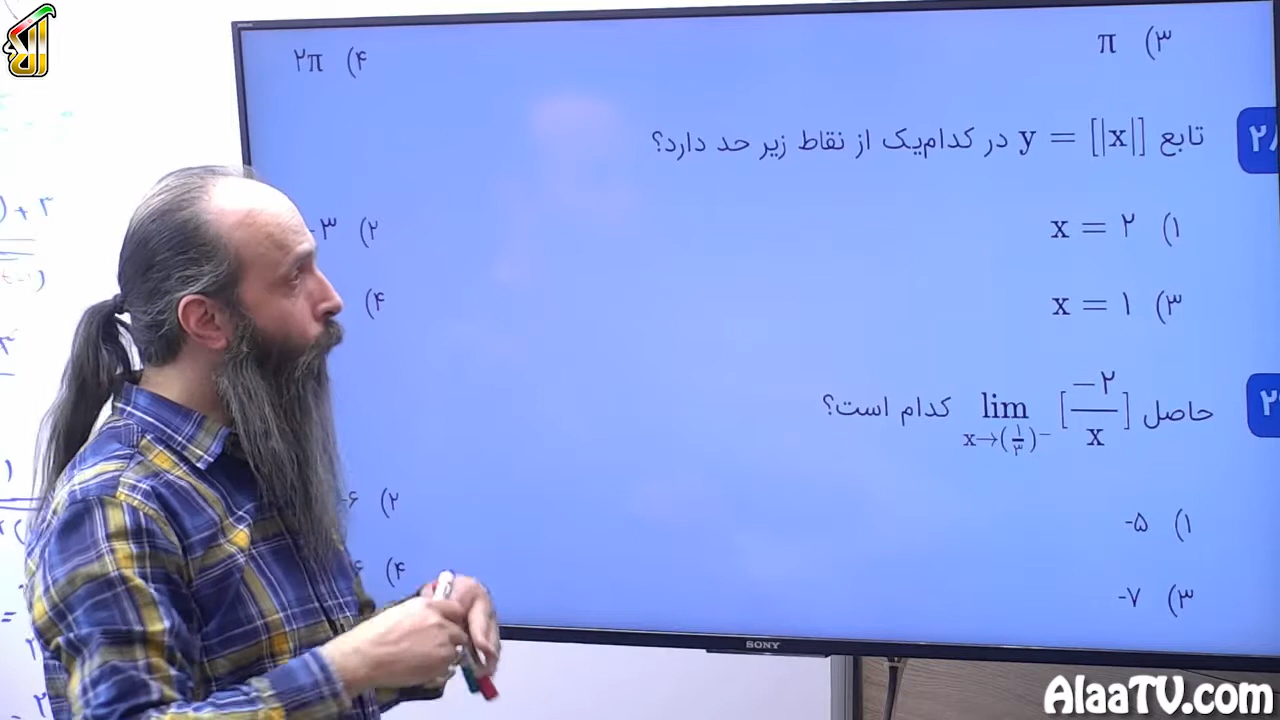 ۳) π
۴) ۲π
تابع y = [|x|] در کدام‌یک از نقاط زیر حد دارد؟
۱) x = ۲
۲) -۳
۳) x = ۱
۴)
حاصل lim x→(۱/۳)⁻ [-۲/x] کدام است؟
۱) -۵
۲) -۶
۳) -۷
۴) ۶
SONY
AlaaTV.com